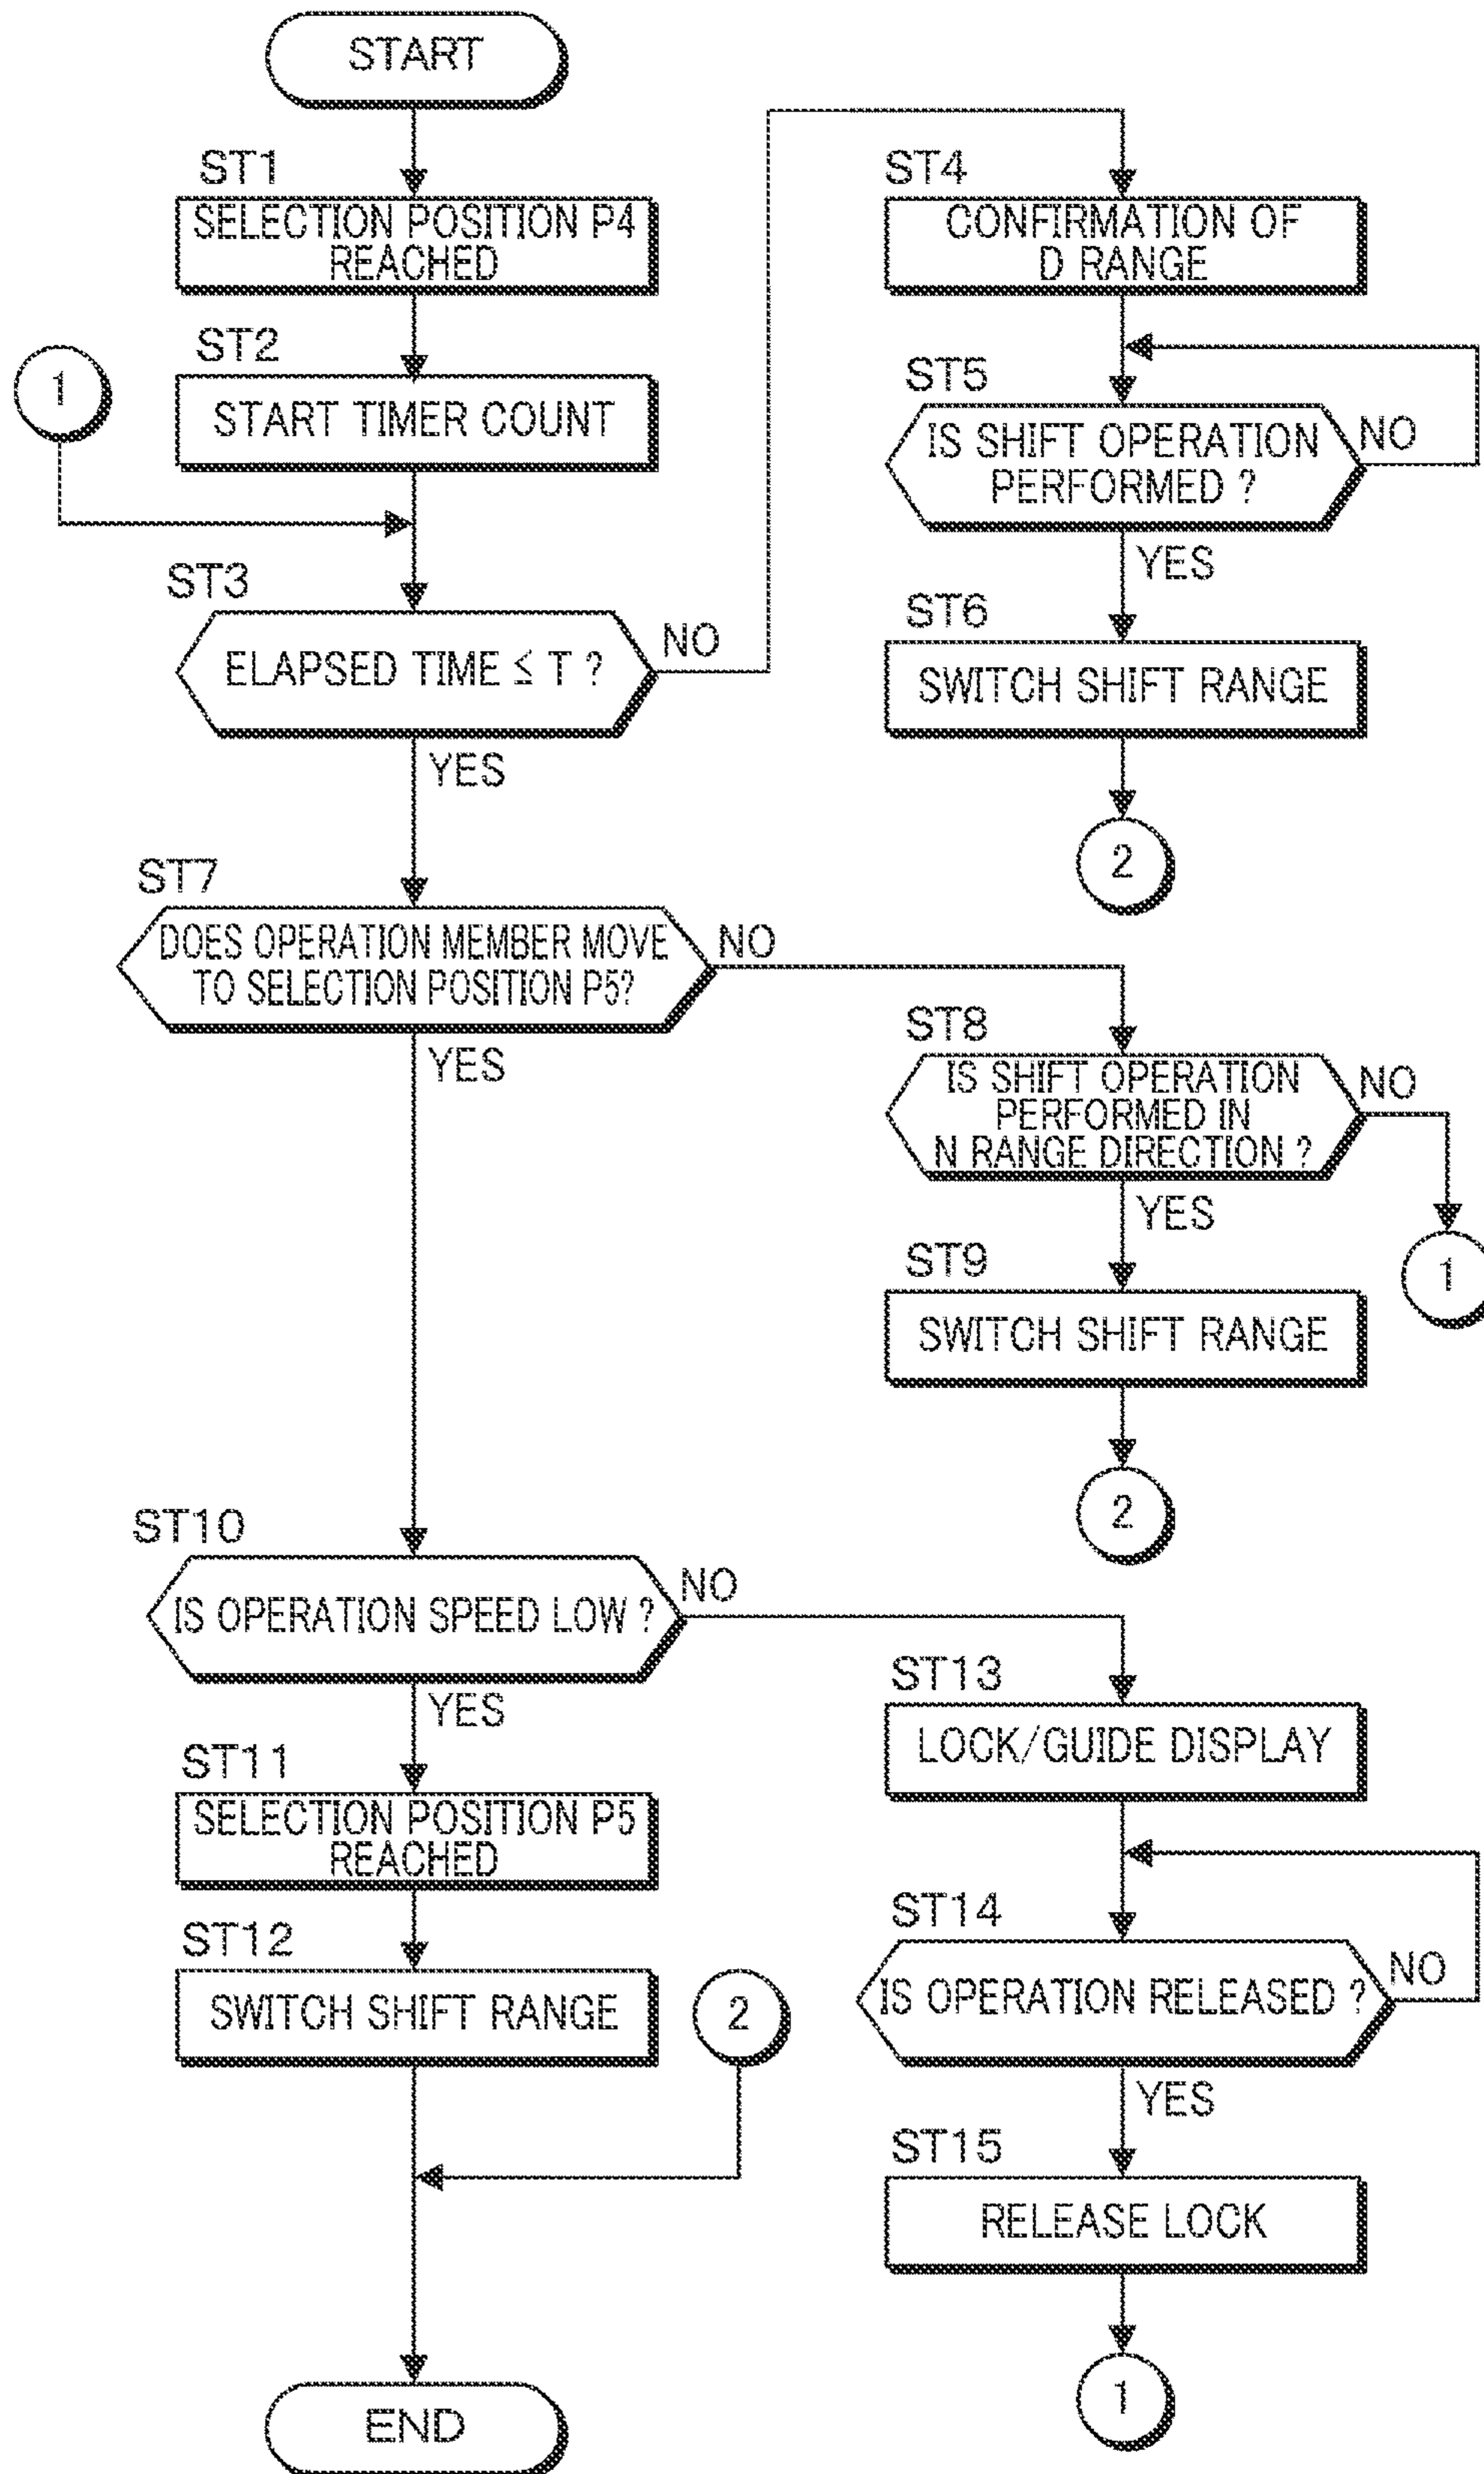 START
ST1
SELECTION POSITION P4
REACHED
ST2
START TIMER COUNT
1
ST3
ELAPSED TIME ≤ T ?
NO
YES
ST4
CONFIRMATION OF
D RANGE
ST5
IS SHIFT OPERATION
PERFORMED ?
NO
YES
ST6
SWITCH SHIFT RANGE
2
ST7
DOES OPERATION MEMBER MOVE
TO SELECTION POSITION P5?
NO
YES
ST8
IS SHIFT OPERATION
PERFORMED IN
N RANGE DIRECTION ?
NO
1
YES
ST9
SWITCH SHIFT RANGE
2
ST10
IS OPERATION SPEED LOW ?
NO
YES
ST11
SELECTION POSITION P5
REACHED
ST12
SWITCH SHIFT RANGE
2
ST13
LOCK/GUIDE DISPLAY
ST14
IS OPERATION RELEASED ?
NO
YES
ST15
RELEASE LOCK
1
END